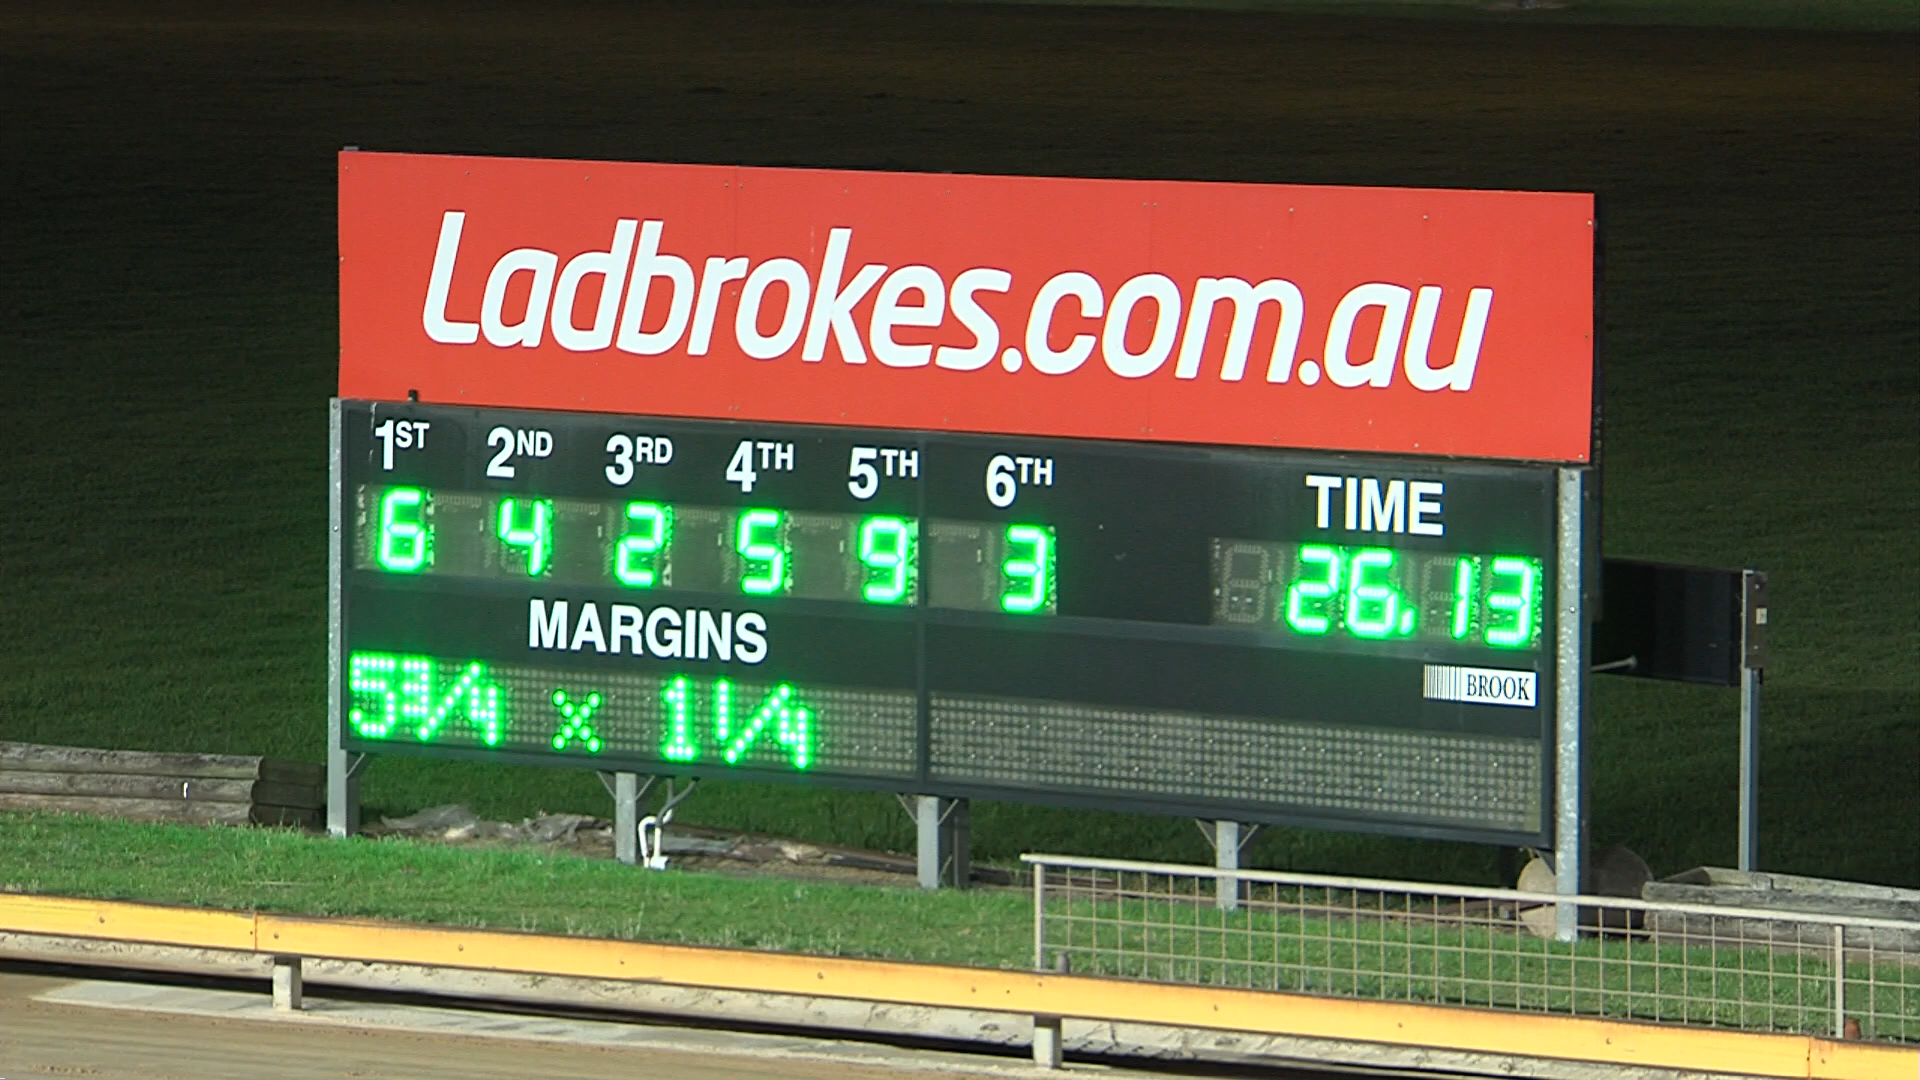 Ladbrokes.com.au
1ST 2ND 3RD 4TH 5TH 6TH TIME
6 4 2 5 9 3 26.13
MARGINS
BROOK
5 3/4 x 1 1/4